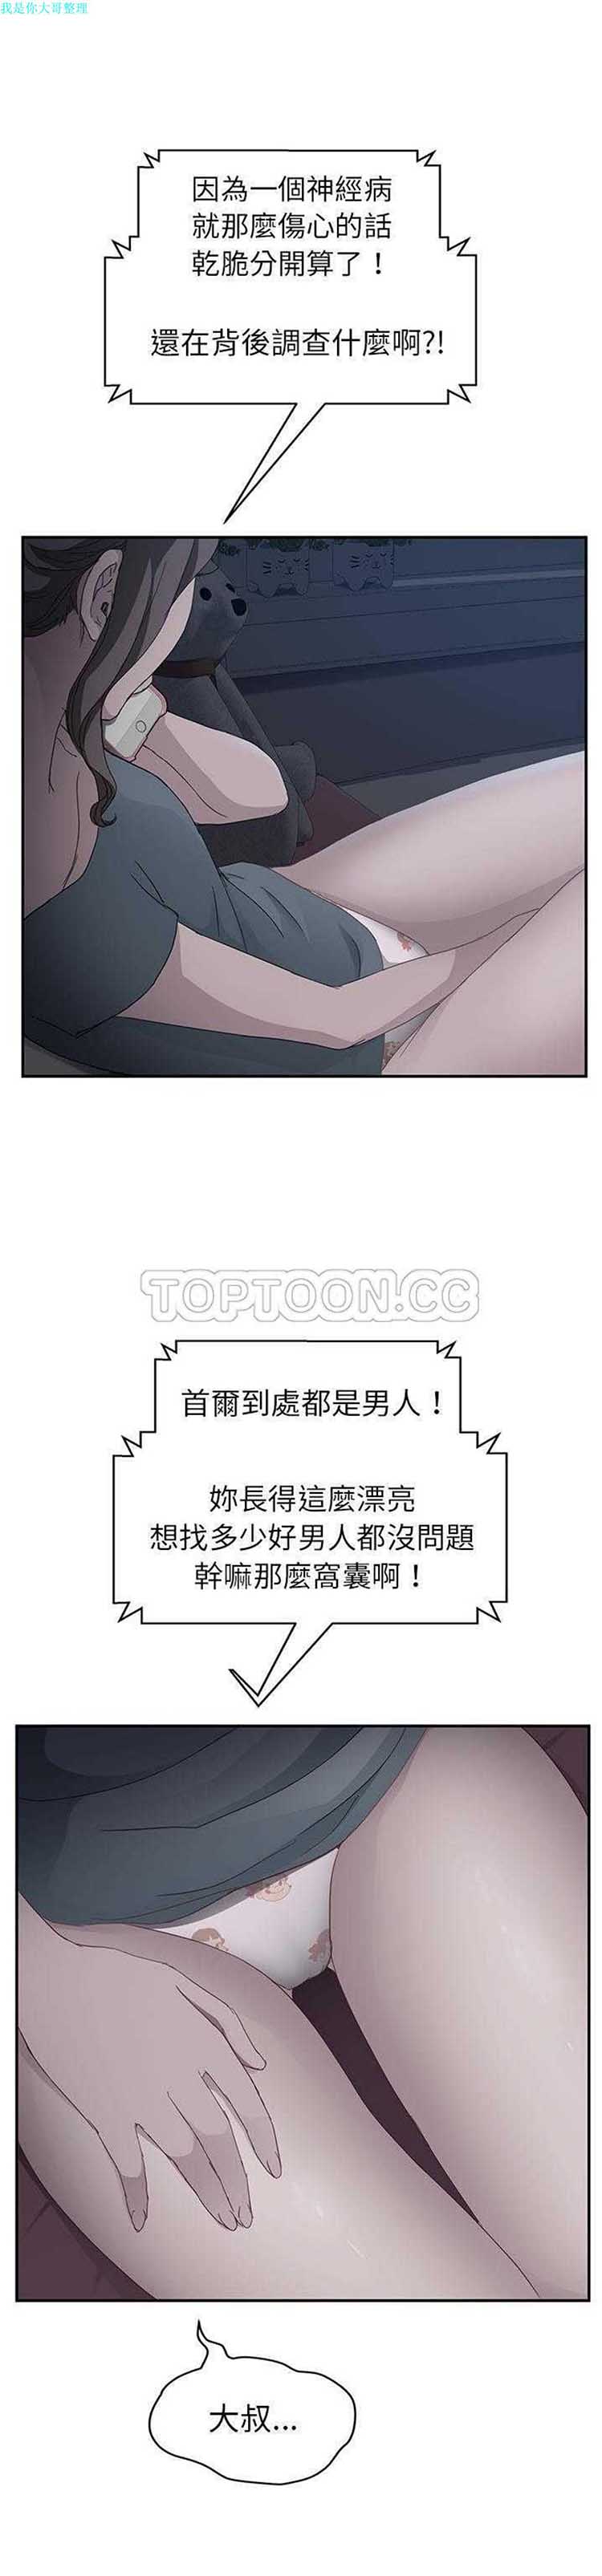 我是你大哥整理
因為一個神經病
就那麼傷心的話
乾脆分開算了！
還在背後調查什麼啊?!
TOPTOON.CC
首爾到處都是男人！
妳長得這麼漂亮
想找多少好男人都沒問題
幹嘛那麼窩囊啊！
大叔...